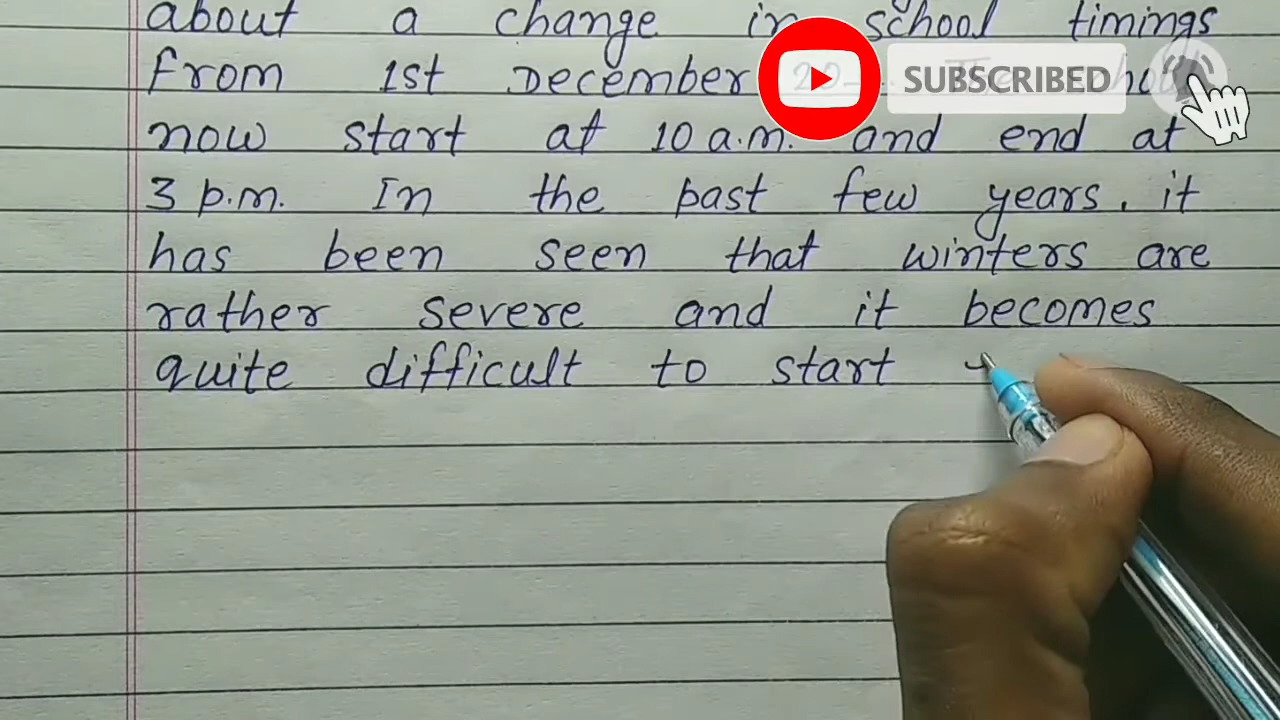 about a change in school timings
from 1st December
SUBSCRIBED
now start at 10 a.m. and end at
3 p.m. In the past few years, it
has been seen that winters are
rather severe and it becomes
quite difficult to start